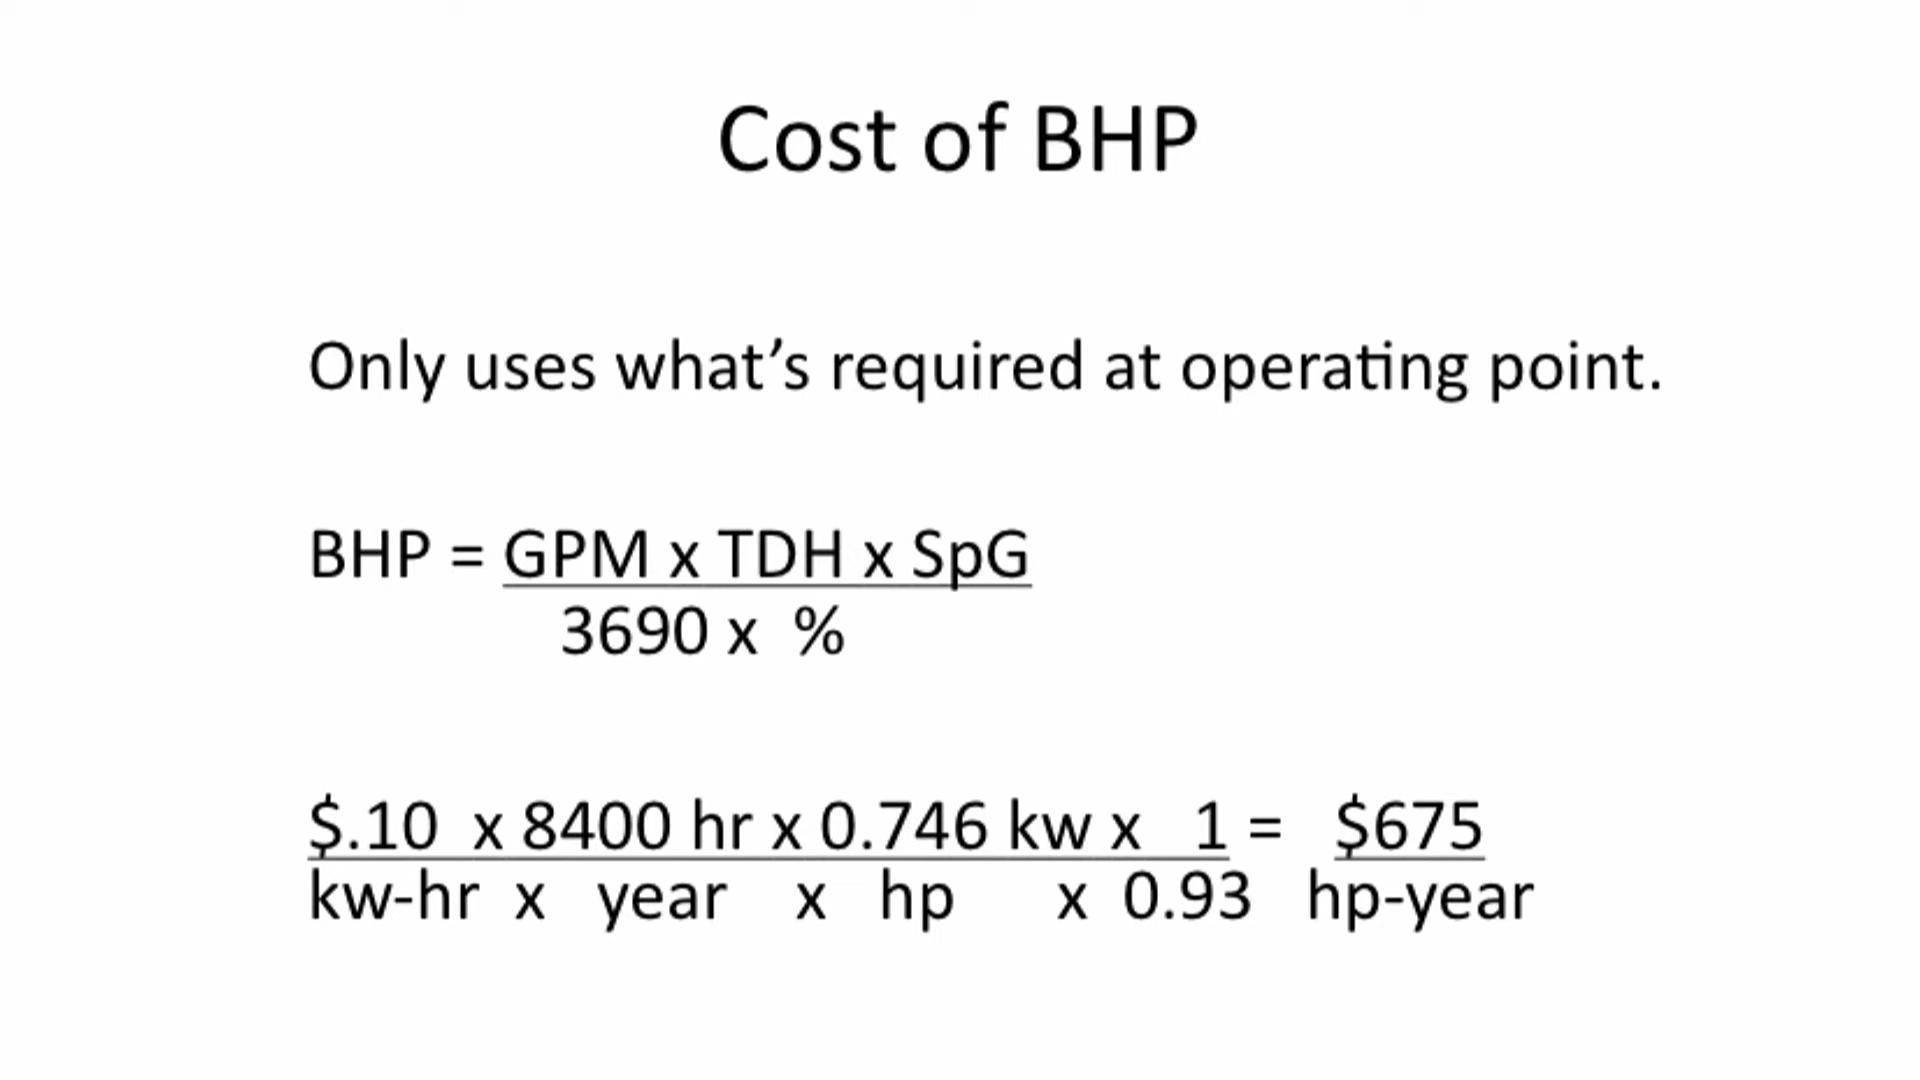 Cost of BHP
Only uses what’s required at operating point.
BHP = GPM x TDH x SpG
3690 x %
$.10 x 8400 hr x 0.746 kw x 1 = $675
kw-hr x year x hp x 0.93 hp-year